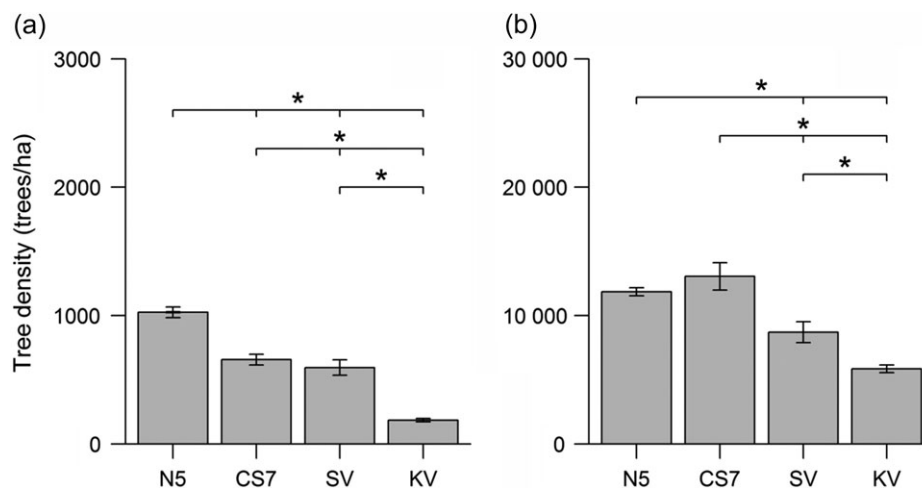 (a)
Tree density (trees/ha)
3000
2000
1000
0
*
*
*
N5 CS7 SV KV
(b)
30 000
20 000
10 000
0
*
*
*
N5 CS7 SV KV